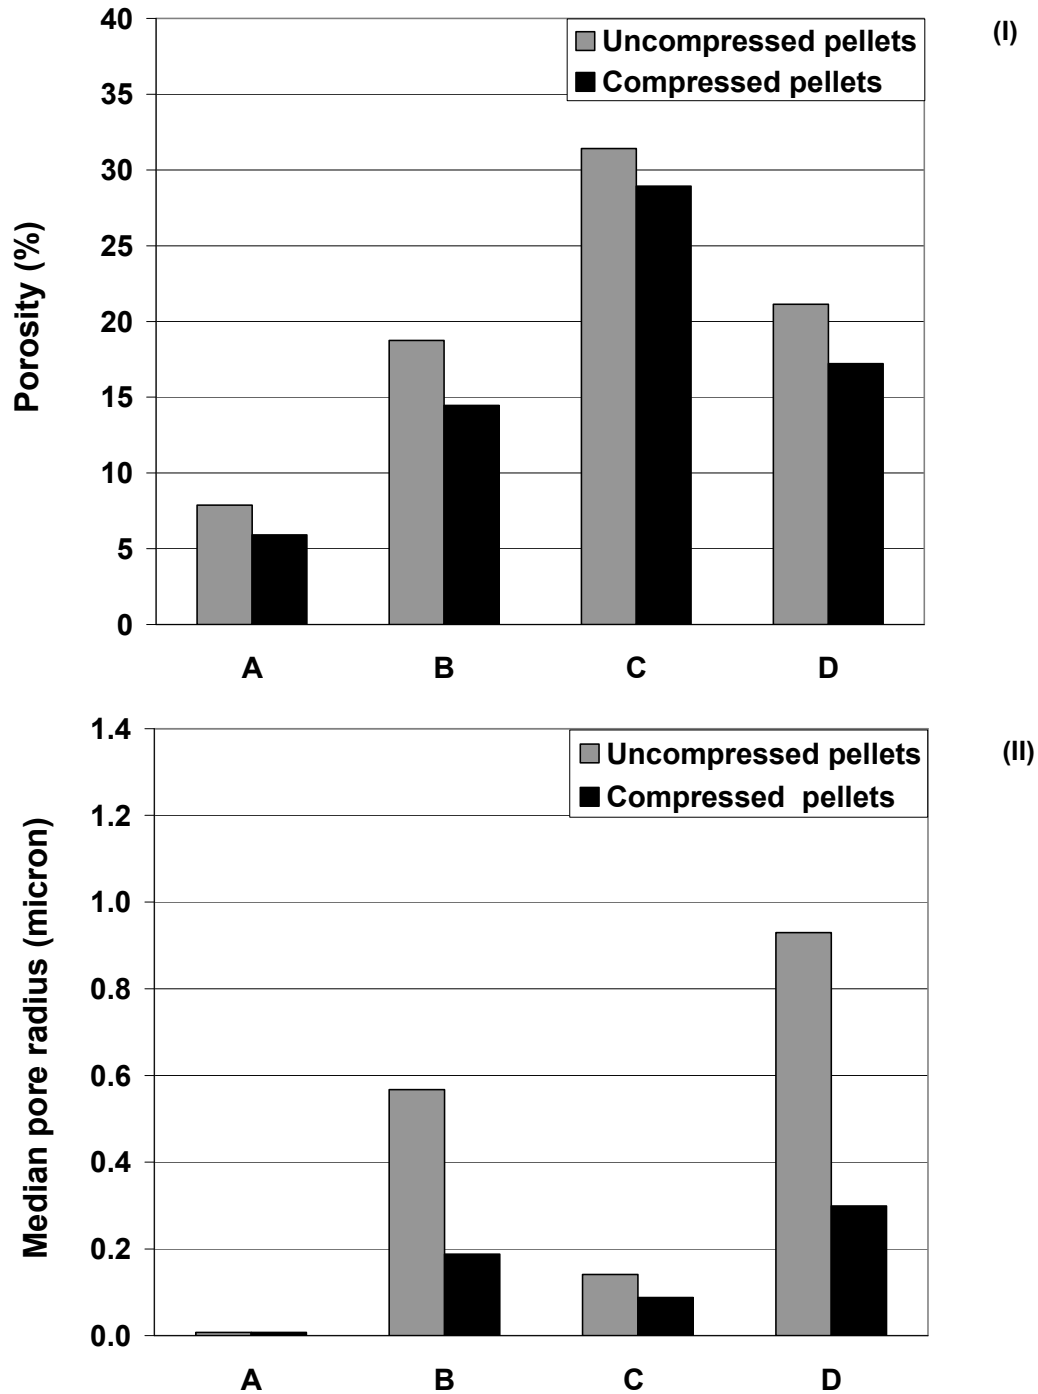 (I)
Uncompressed pellets
Compressed pellets
Porosity (%)
40
35
30
25
20
15
10
5
0
A B C D
(II)
Uncompressed pellets
Compressed pellets
Median pore radius (micron)
1.4
1.2
1.0
0.8
0.6
0.4
0.2
0.0
A B C D